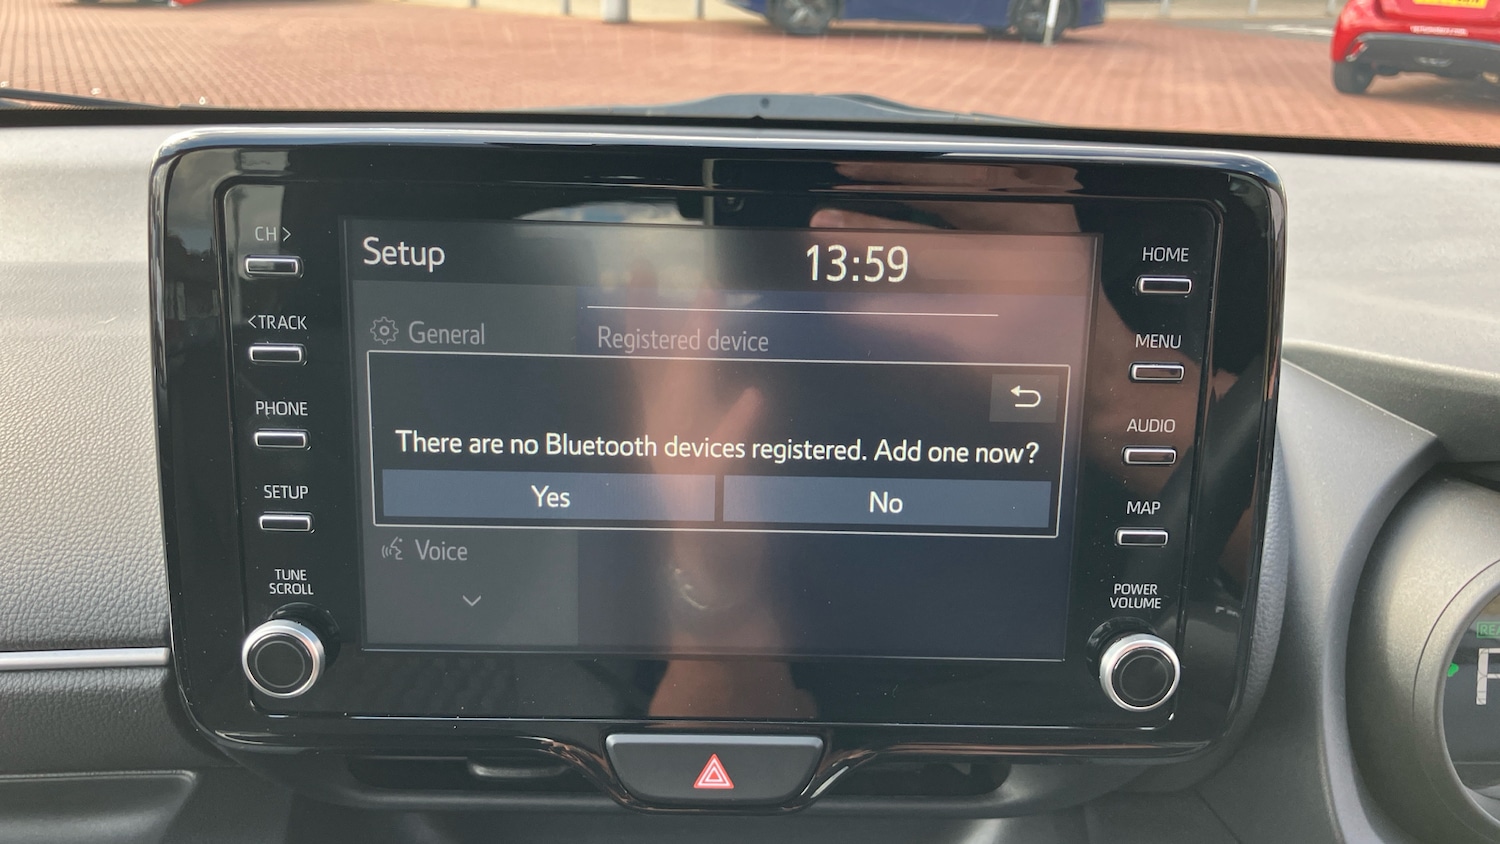 Setup
13:59
General
Registered device
There are no Bluetooth devices registered. Add one now?
Yes
No
Voice
CH>
<TRACK
PHONE
SETUP
TUNE
SCROLL
HOME
MENU
AUDIO
MAP
POWER
VOLUME